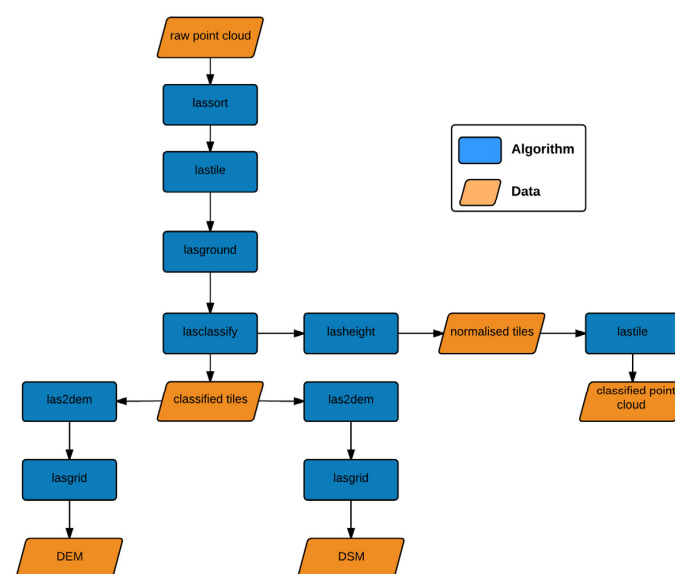 raw point cloud
lassort
lastile
lasground
lasclassify
lasheight
normalised tiles
lastile
las2dem
classified tiles
las2dem
classified point
cloud
lasgrid
lasgrid
DEM
DSM
Algorithm
Data